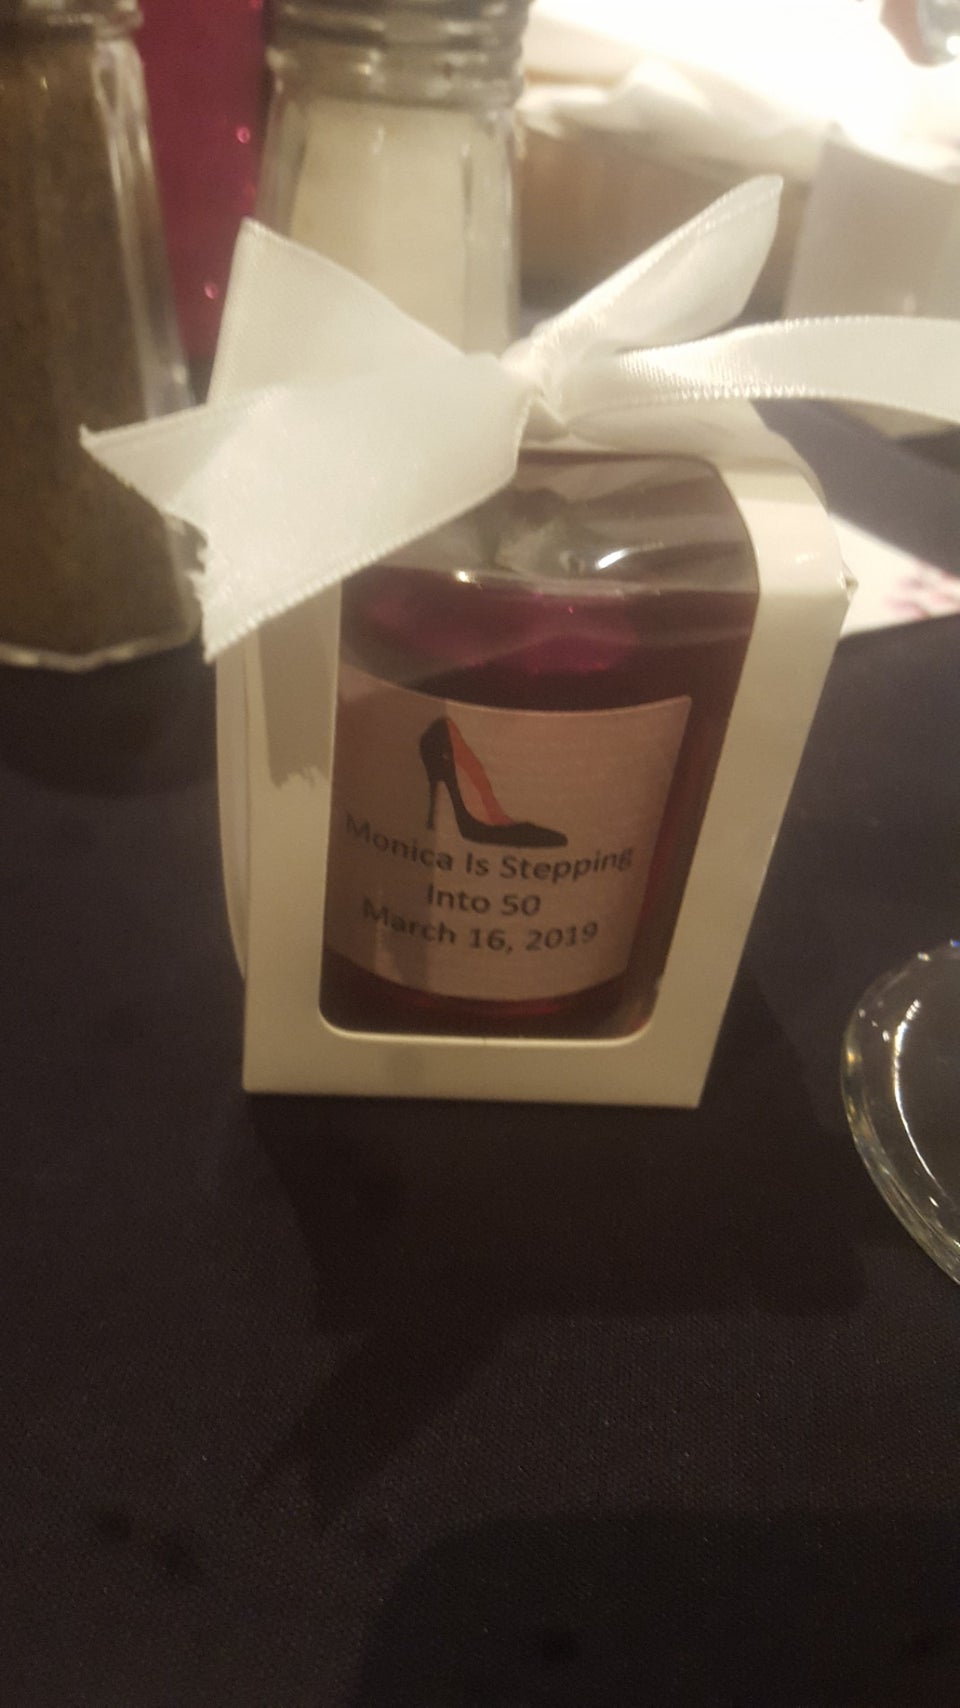 Monica Is Stepping
Into 50
March 16, 2019